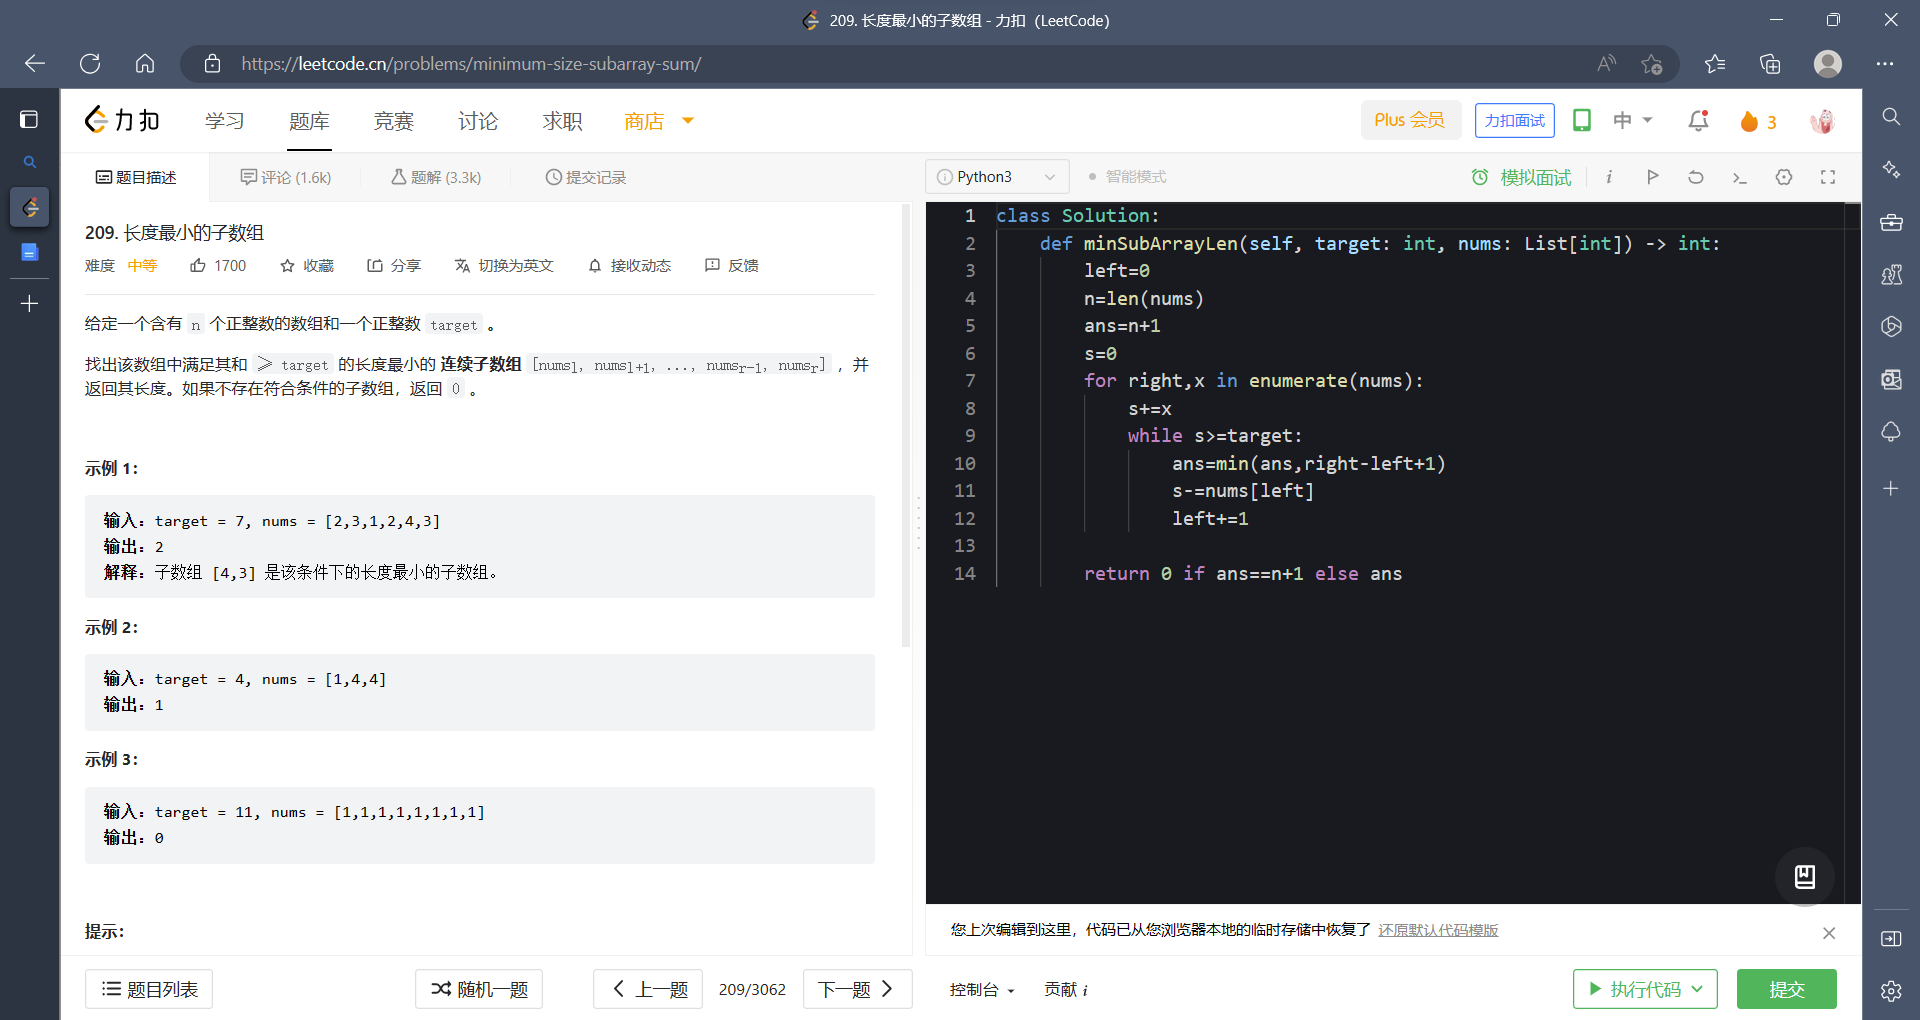 209. 长度最小的子数组 - 力扣（LeetCode）
https://leetcode.cn/problems/minimum-size-subarray-sum/
力扣 学习 题库 竞赛 讨论 求职 商店 Plus 会员 力扣面试 中 3
题目描述 评论 (1.6k) 题解 (3.3k) 提交记录
Python3 智能模式 模拟面试
209. 长度最小的子数组
难度 中等 1700 收藏 分享 切换为英文 接收动态 反馈
给定一个含有 n 个正整数的数组和一个正整数 target 。
找出该数组中满足其和 ≥ target 的长度最小的 连续子数组 [numsl, numsl+1, ..., numsr-1, numsr] ，并
返回其长度。如果不存在符合条件的子数组，返回 0 。
示例 1：
输入：target = 7, nums = [2,3,1,2,4,3]
输出：2
解释：子数组 [4,3] 是该条件下的长度最小的子数组。
示例 2：
输入：target = 4, nums = [1,4,4]
输出：1
示例 3：
输入：target = 11, nums = [1,1,1,1,1,1,1,1]
输出：0
提示：
题目列表 随机一题 上一题 209/3062 下一题
1 class Solution:
2 def minSubArrayLen(self, target: int, nums: List[int]) -> int:
3 left=0
4 n=len(nums)
5 ans=n+1
6 s=0
7 for right,x in enumerate(nums):
8 s+=x
9 while s>=target:
10 ans=min(ans,right-left+1)
11 s-=nums[left]
12 left+=1
13
14 return 0 if ans==n+1 else ans
您上次编辑到这里，代码已从您浏览器本地的临时存储中恢复了 还原默认代码模版
控制台 贡献 i 执行代码 提交